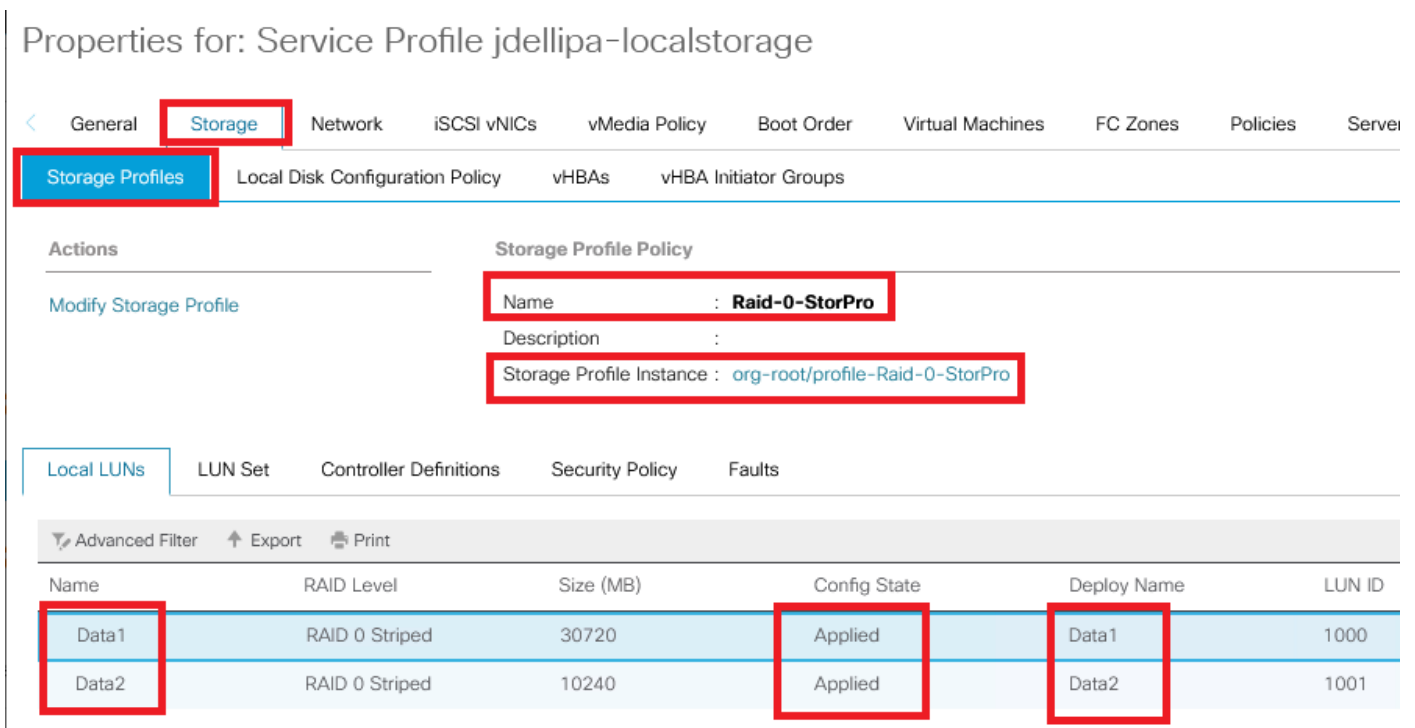 Properties for: Service Profile jdellipa-localstorage
General Storage Network iSCSI vNICs vMedia Policy Boot Order Virtual Machines FC Zones Policies Server
Storage Profiles Local Disk Configuration Policy vHBAs vHBA Initiator Groups
Actions Storage Profile Policy
Modify Storage Profile Name : Raid-0-StorPro
Description :
Storage Profile Instance : org-root/profile-Raid-0-StorPro
Local LUNs LUN Set Controller Definitions Security Policy Faults
Advanced Filter Export Print
Name RAID Level Size (MB) Config State Deploy Name LUN ID
Data1 RAID 0 Striped 30720 Applied Data1 1000
Data2 RAID 0 Striped 10240 Applied Data2 1001